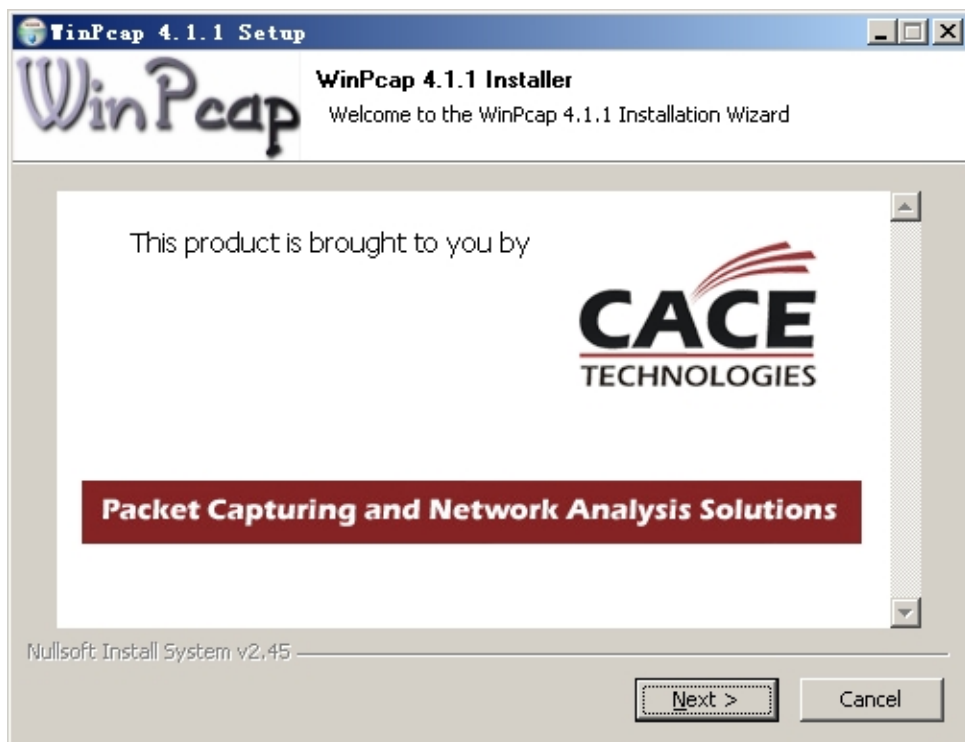 WinPcap 4.1.1 Setup
WinPcap
WinPcap 4.1.1 Installer
Welcome to the WinPcap 4.1.1 Installation Wizard
This product is brought to you by
CACE
TECHNOLOGIES
Packet Capturing and Network Analysis Solutions
Nullsoft Install System v2.45
Next >
Cancel